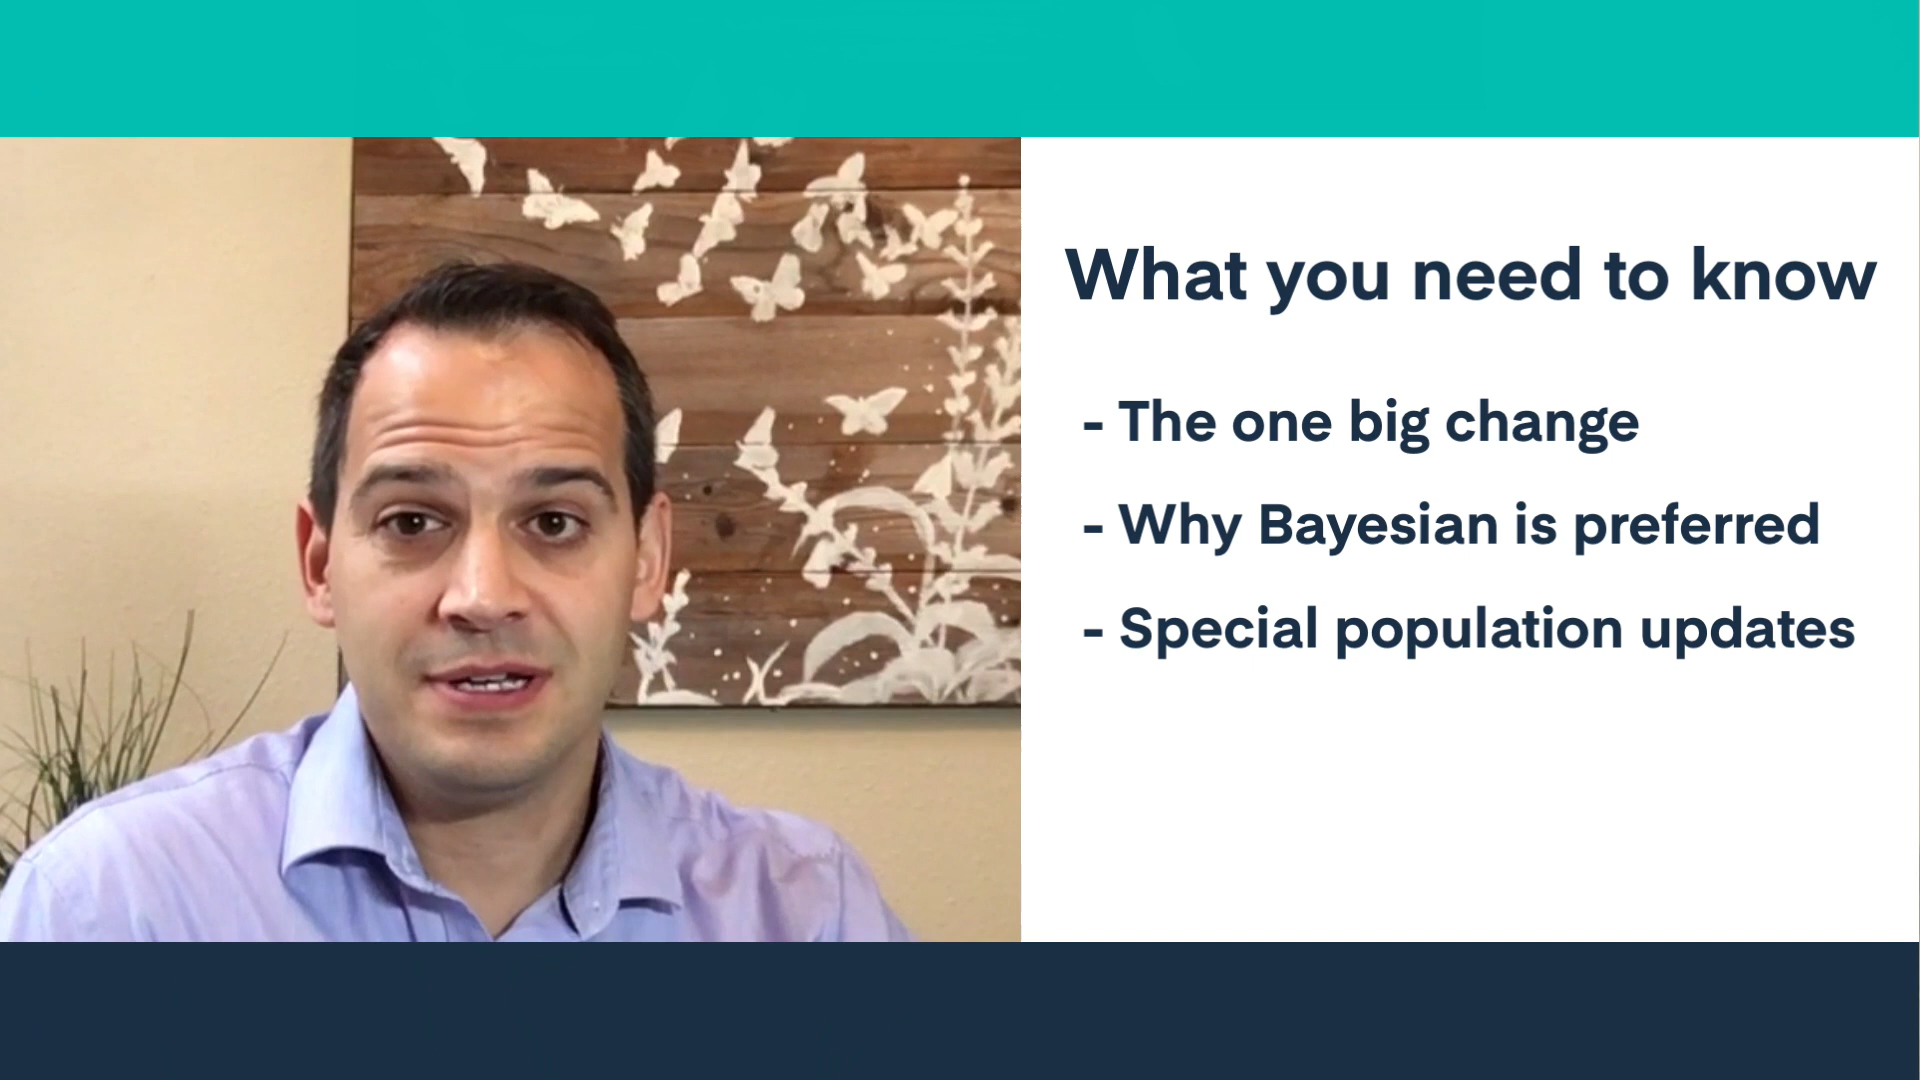 What you need to know
- The one big change
- Why Bayesian is preferred
- Special population updates